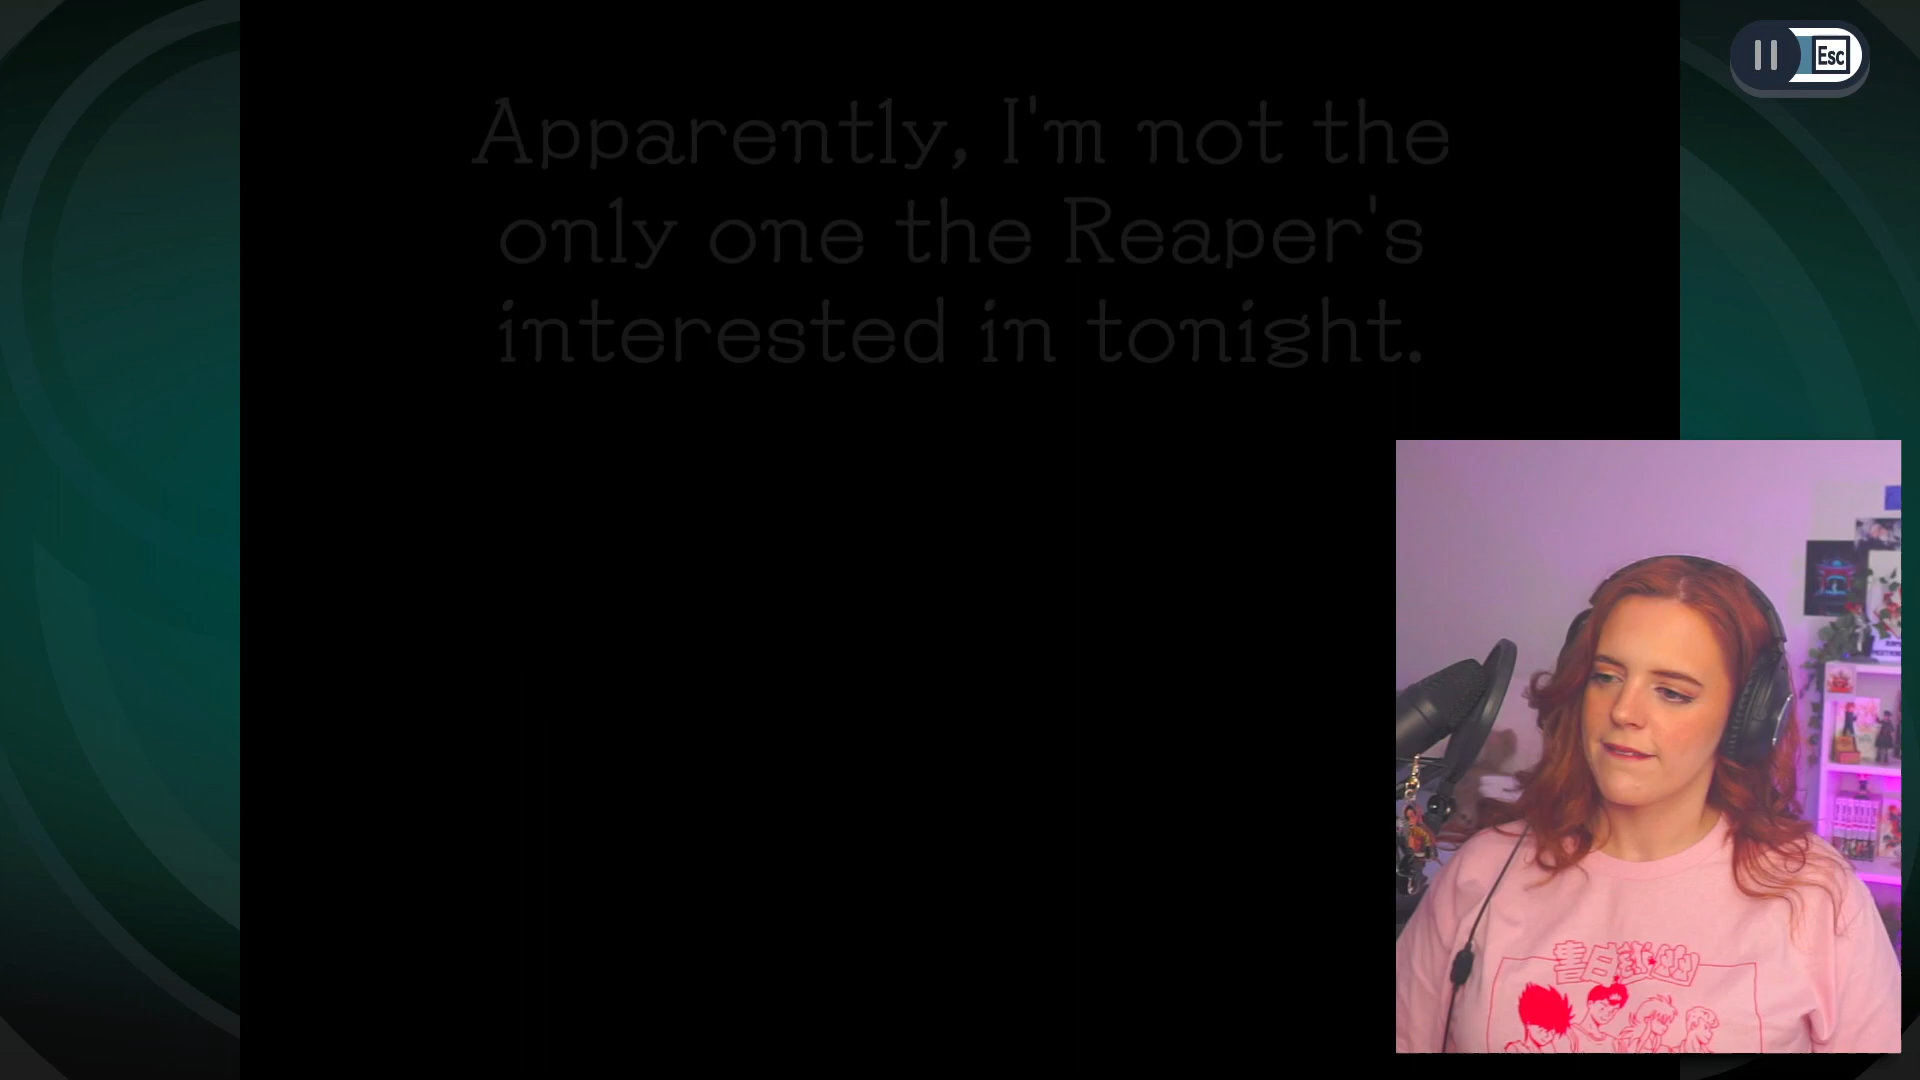 Esc
Apparently, I'm not the
only one the Reaper's
interested in tonight.